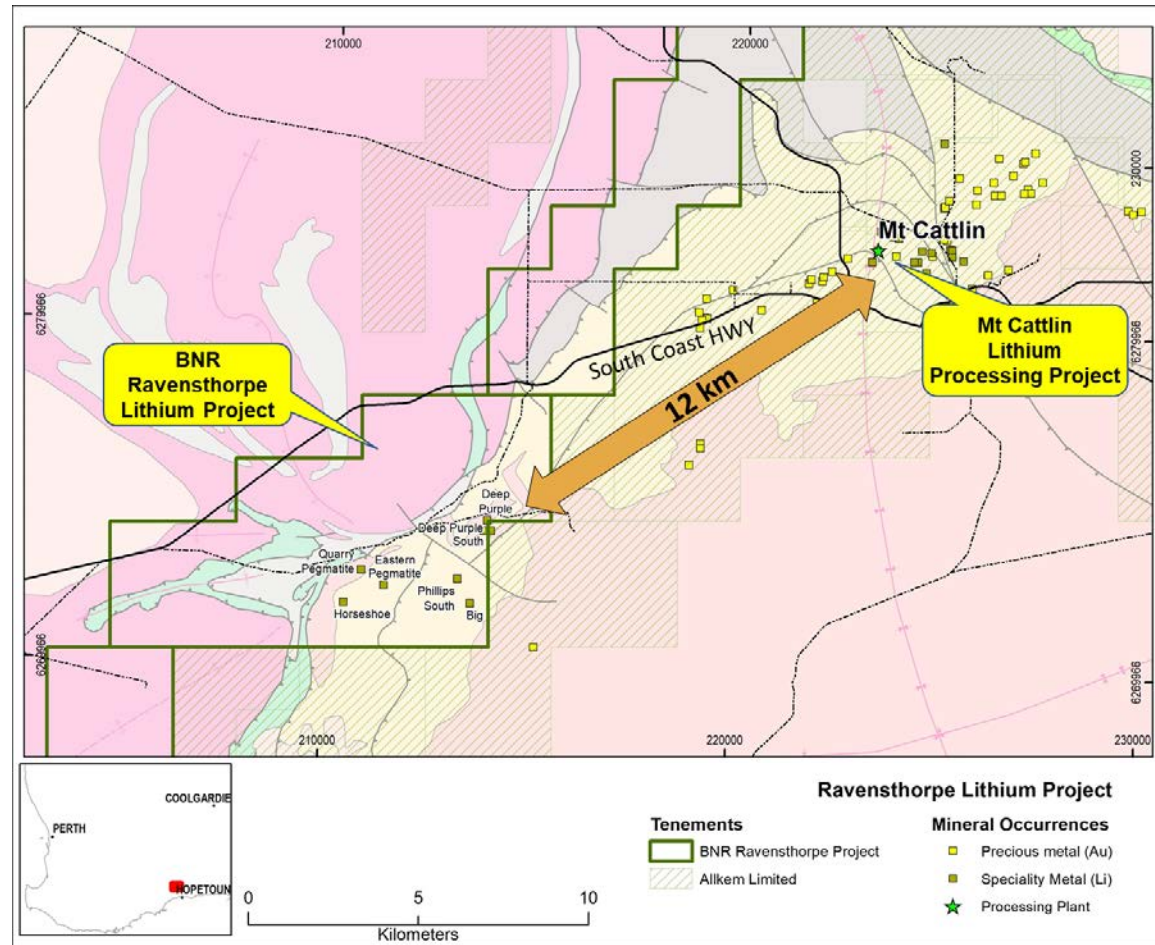 210000
220000
230000
6279966
6279966
Mt Cattlin
BNR
Ravensthorpe
Lithium Project
South Coast HWY
12 km
Mt Cattlin
Lithium
Processing Project
Deep
Purple
Deep Purple
South
Quarry
Pegmatite
Eastern
Pegmatite
Phillips
South
Horseshoe
Big
6269966
6269966
210000
220000
230000
COOLGARDIE
PERTH
HOPETOUN
0
5
10
Kilometers
Ravensthorpe Lithium Project
Tenements
BNR Ravensthorpe Project
Allkem Limited
Mineral Occurrences
Precious metal (Au)
Speciality Metal (Li)
Processing Plant